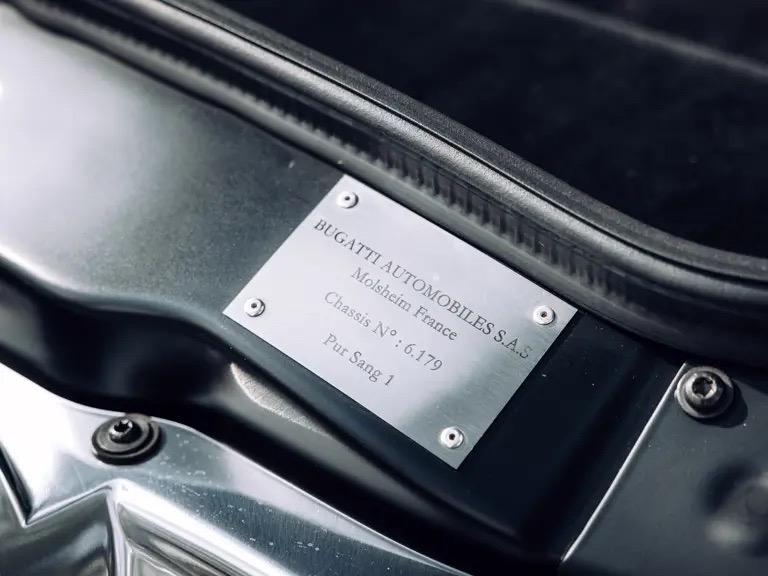 BUGATTI AUTOMOBILES S.A.S
Molsheim France
Chassis N° : 6.179
Pur Sang 1